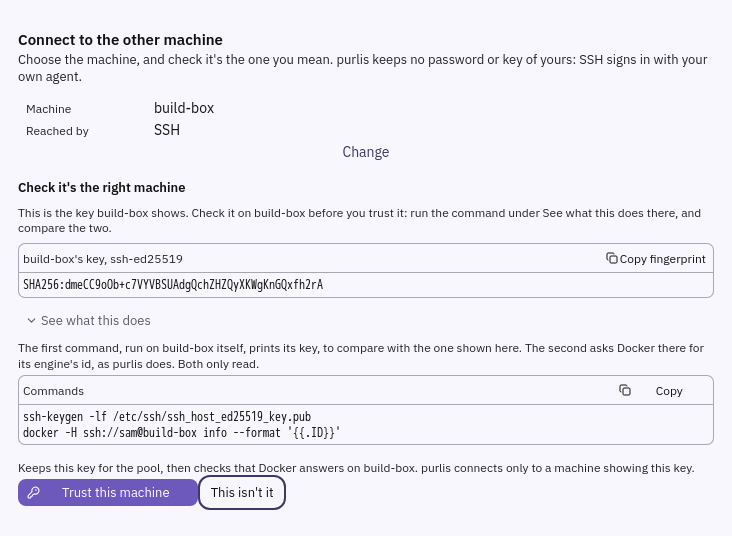 Connect to the other machine
Choose the machine, and check it's the one you mean. purlis keeps no password or key of yours: SSH signs in with your
own agent.
Machine build-box
Reached by SSH
Change
Check it's the right machine
This is the key build-box shows. Check it on build-box before you trust it: run the command under See what this does there, and
compare the two.
build-box's key, ssh-ed25519 Copy fingerprint
SHA256:dmeCC9oOb+c7VYVBSUAdgQchZHZQyXKWgKnGQxfh2rA
See what this does
The first command, run on build-box itself, prints its key, to compare with the one shown here. The second asks Docker there for
its engine's id, as purlis does. Both only read.
Commands Copy
ssh-keygen -lf /etc/ssh/ssh_host_ed25519_key.pub
docker -H ssh://sam@build-box info --format '{{.ID}}'
Keeps this key for the pool, then checks that Docker answers on build-box. purlis connects only to a machine showing this key.
Trust this machine This isn't it